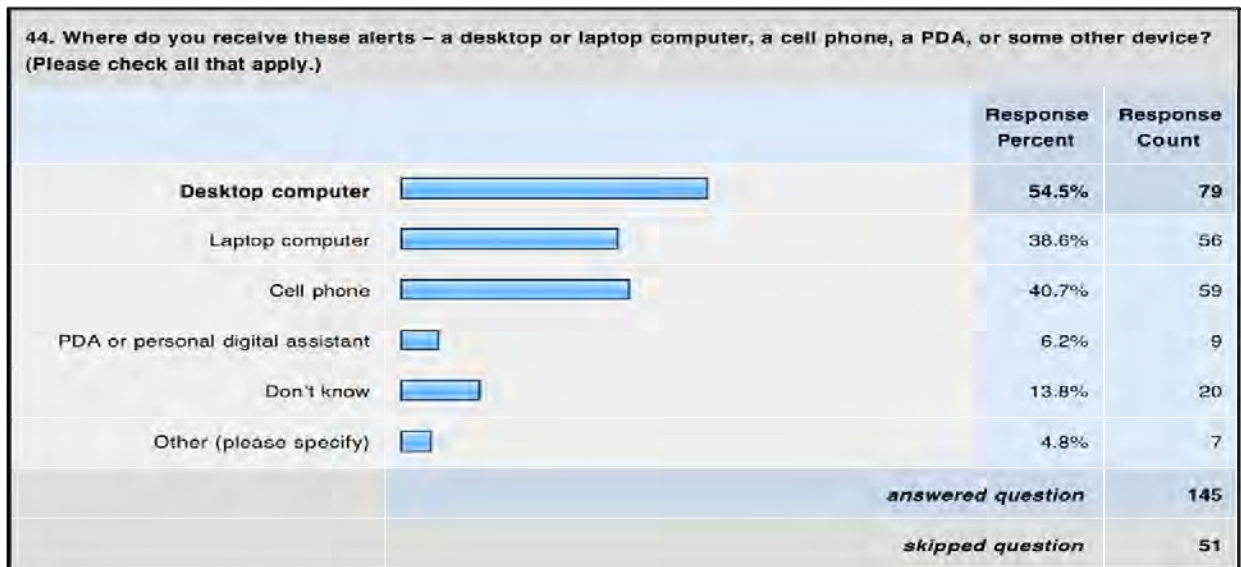 44. Where do you receive these alerts – a desktop or laptop computer, a cell phone, a PDA, or some other device?
(Please check all that apply.)
Response Percent
Response Count
Desktop computer 54.5% 79
Laptop computer 38.6% 56
Cell phone 40.7% 59
PDA or personal digital assistant 6.2% 9
Don't know 13.8% 20
Other (please specify) 4.8% 7
answered question 145
skipped question 51